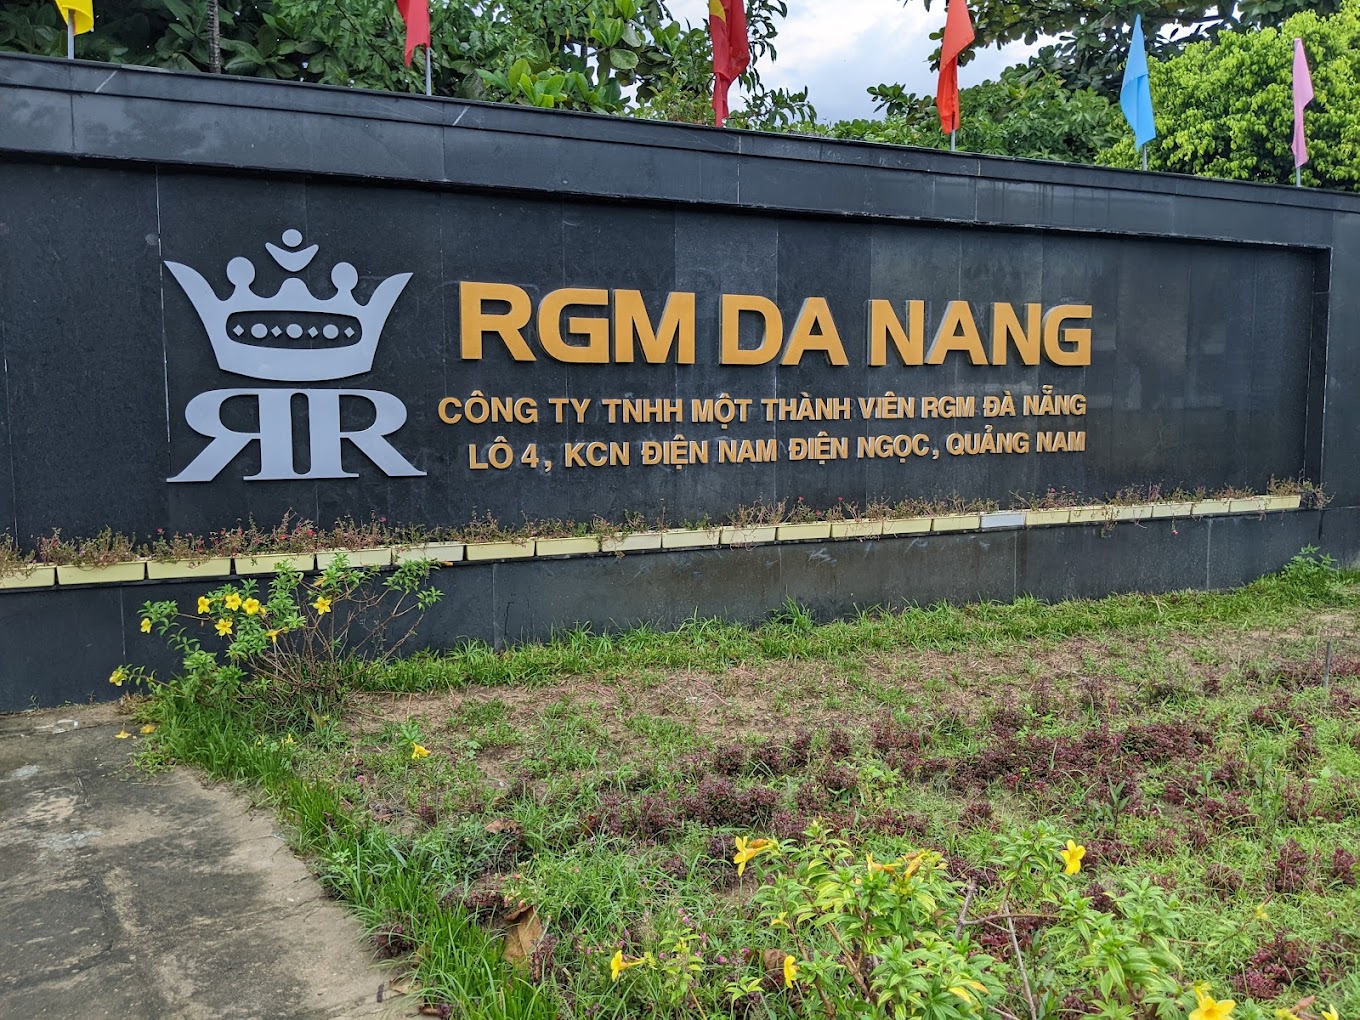 RGM DA NANG
CÔNG TY TNHH MỘT THÀNH VIÊN RGM ĐÀ NẴNG
LÔ 4, KCN ĐIỆN NAM ĐIỆN NGỌC, QUẢNG NAM